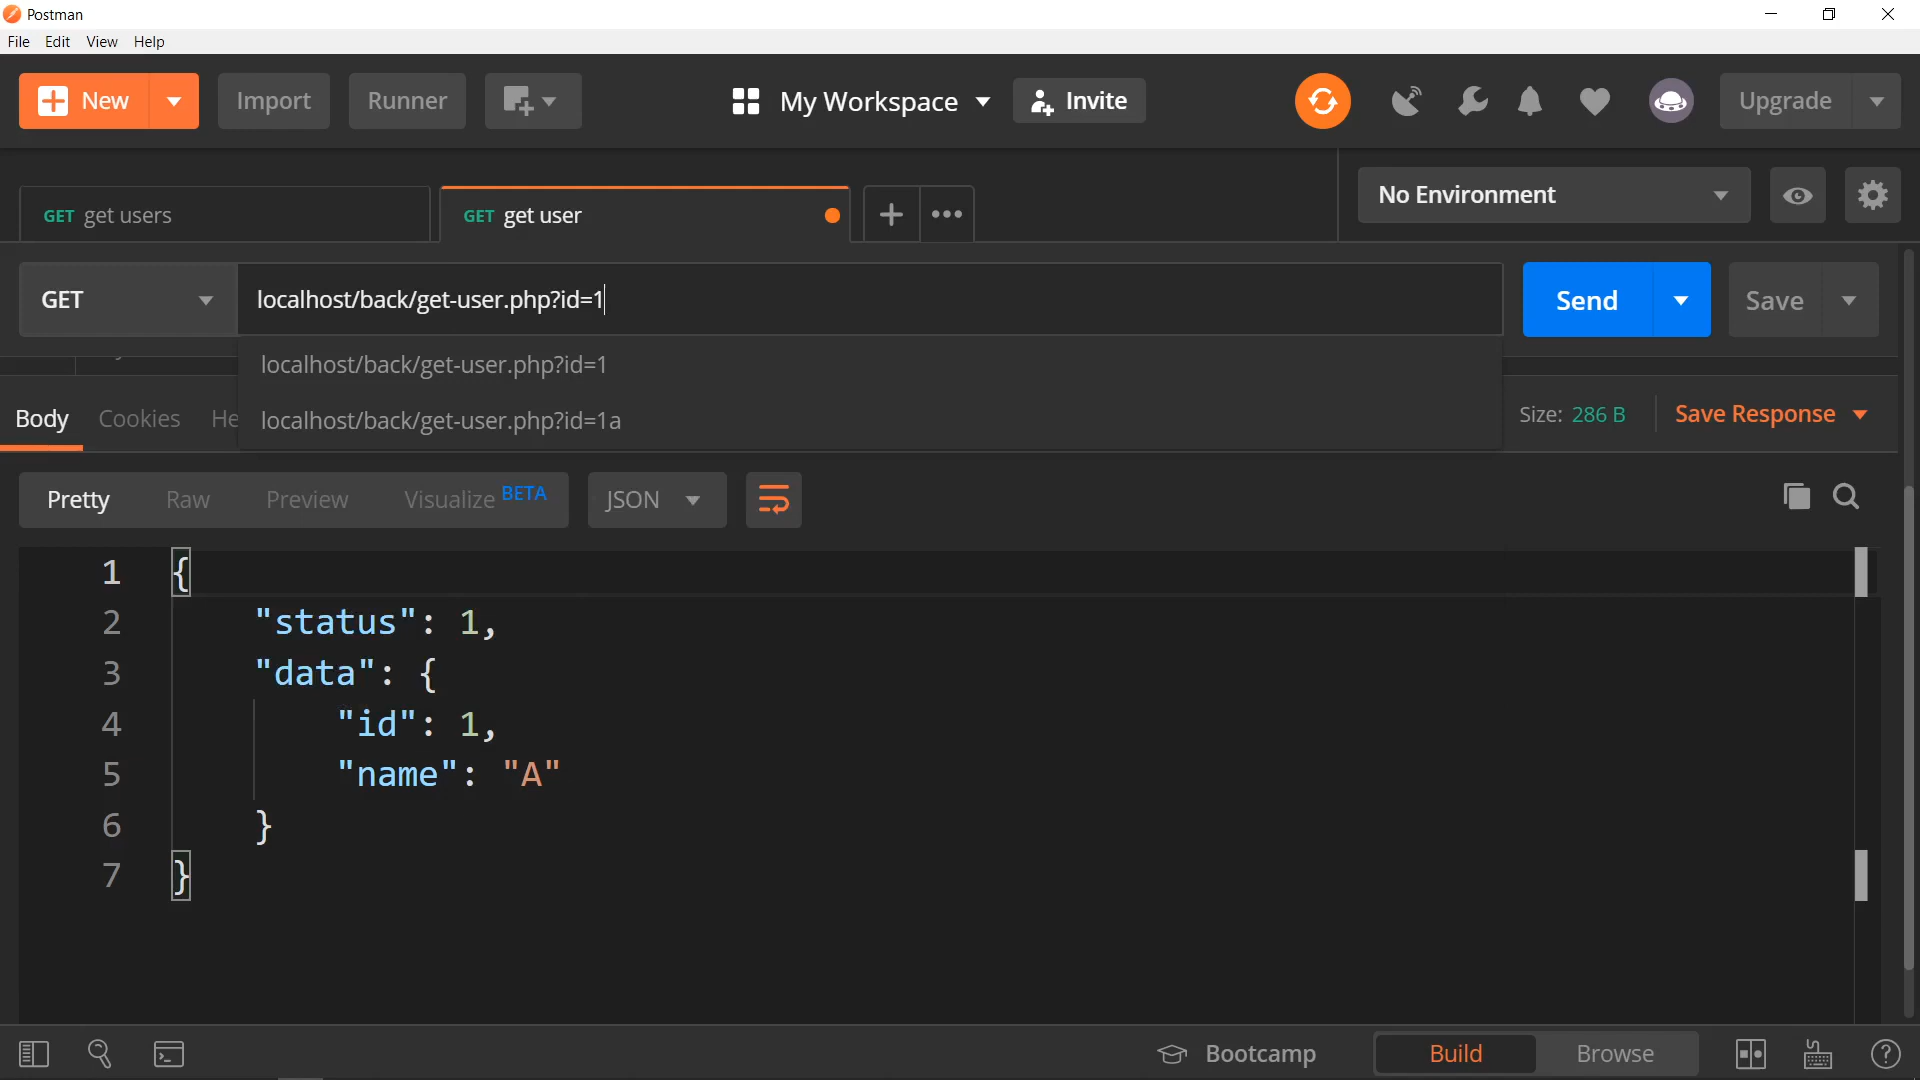 Postman
File Edit View Help
New Import Runner My Workspace Invite Upgrade
GET get users GET get user No Environment
GET localhost/back/get-user.php?id=1 Send Save
localhost/back/get-user.php?id=1
localhost/back/get-user.php?id=1a
Body Cookies He Size: 286 B Save Response
Pretty Raw Preview Visualize BETA JSON
1 {
2 "status": 1,
3 "data": {
4 "id": 1,
5 "name": "A"
6 }
7 }
Bootcamp Build Browse